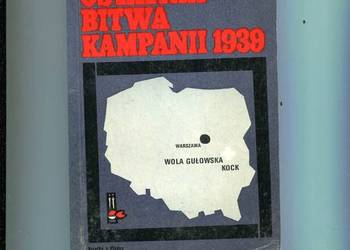 BITWA
KAMPANII 1939
WARSZAWA
WOLA GUŁOWSKA
KOCK